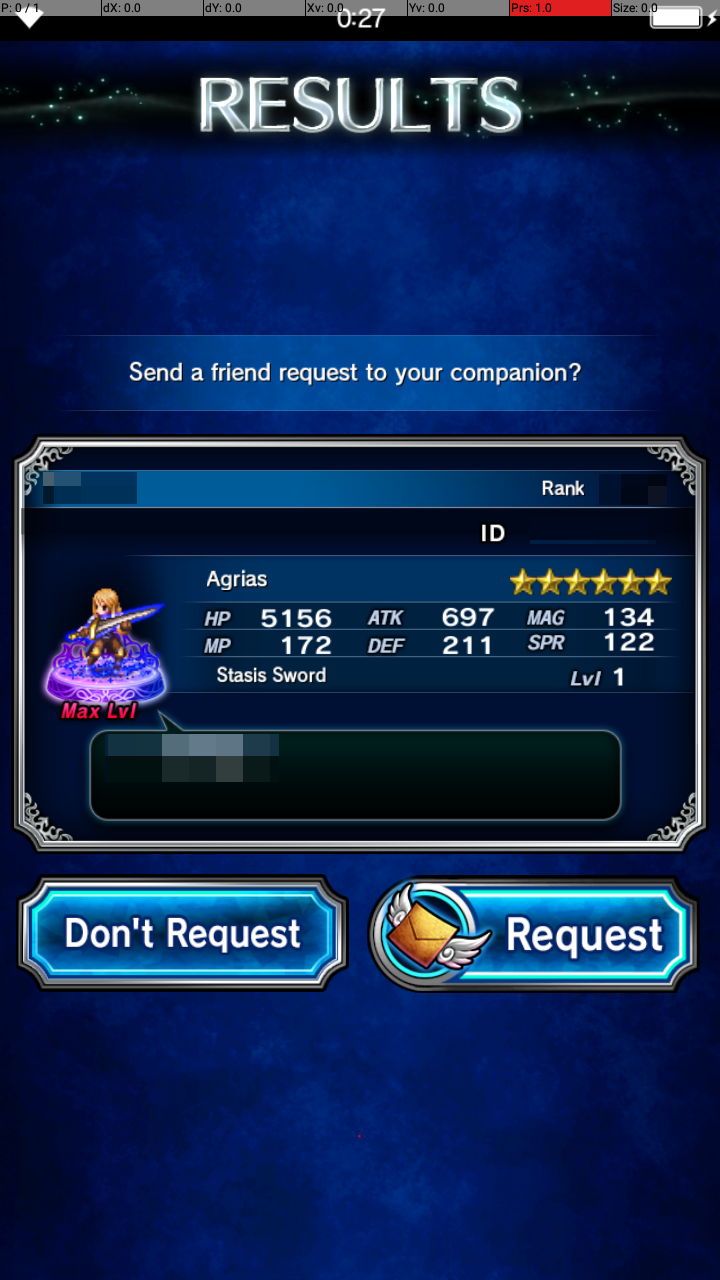 P: 0 / 1 dX: 0.0 dY: 0.0 Xv: 0.0 Yv: 0.0 Prs: 1.0 Size: 0.0
0:27
RESULTS
Send a friend request to your companion?
Rank
ID
Agrias
HP 5156 ATK 697 MAG 134
MP 172 DEF 211 SPR 122
Stasis Sword Lvl 1
Max Lvl
Don't Request Request